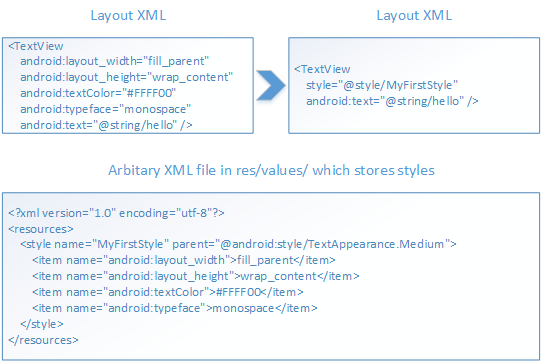 Layout XML
<TextView
android:layout_width="fill_parent"
android:layout_height="wrap_content"
android:textColor="#FFFF00"
android:typeface="monospace"
android:text="@string/hello" />
Layout XML
<TextView
style="@style/MyFirstStyle"
android:text="@string/hello" />
Arbitary XML file in res/values/ which stores styles
<?xml version="1.0" encoding="utf-8"?>
<resources>
<style name="MyFirstStyle" parent="@android:style/TextAppearance.Medium">
<item name="android:layout_width">fill_parent</item>
<item name="android:layout_height">wrap_content</item>
<item name="android:textColor">#FFFF00</item>
<item name="android:typeface">monospace</item>
</style>
</resources>